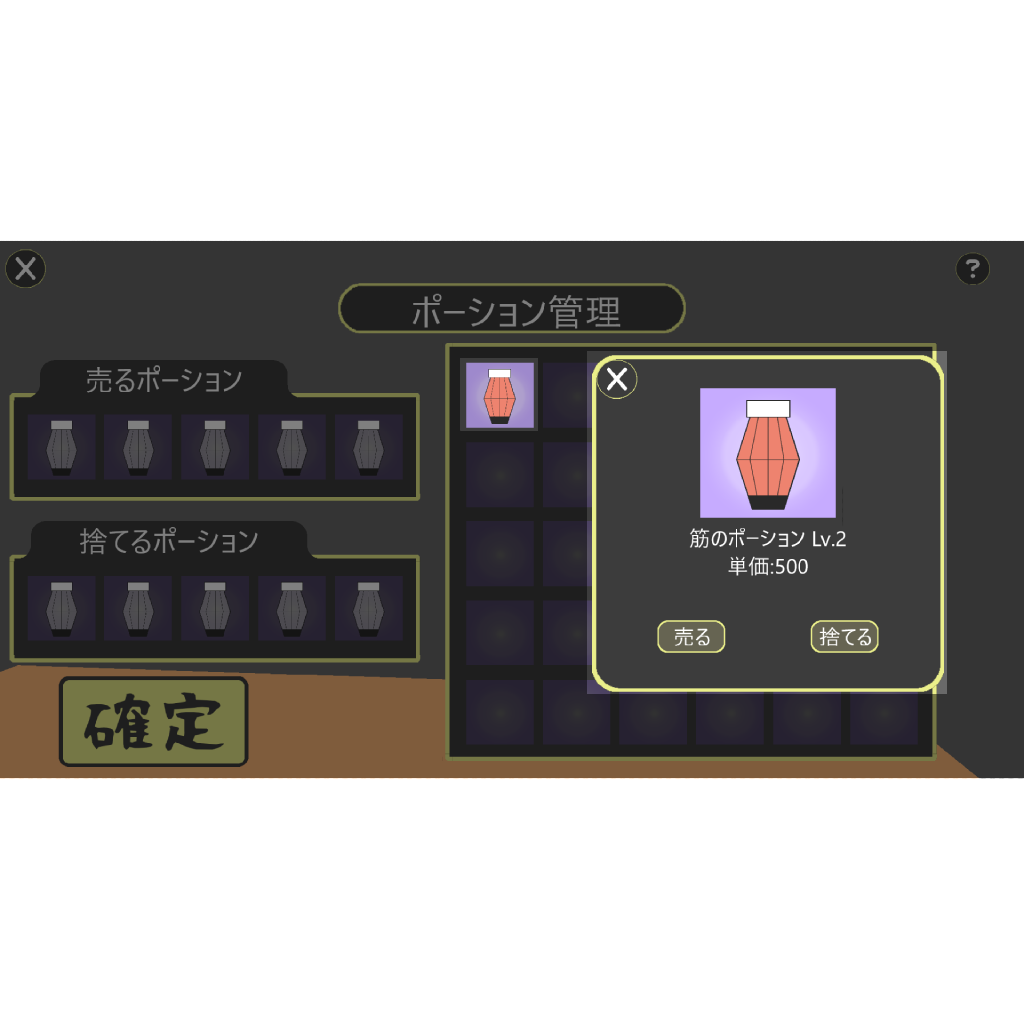 ポーション管理
?
売るポーション
捨てるポーション
確定
筋のポーション Lv.2
単価:500
売る
捨てる